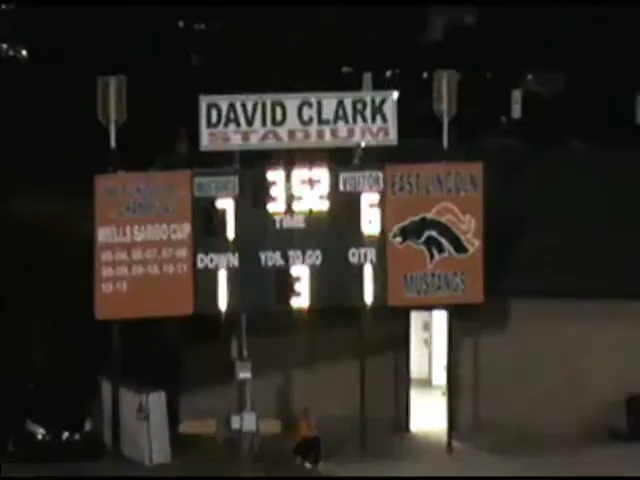 DAVID CLARK
STADIUM
WELLS FARGO CUP
MUSTANGS
3:52
VISITOR
7
TIME
6
DOWN
YDS. TO GO
QTR
1
3
1
EAST LINCOLN
MUSTANGS